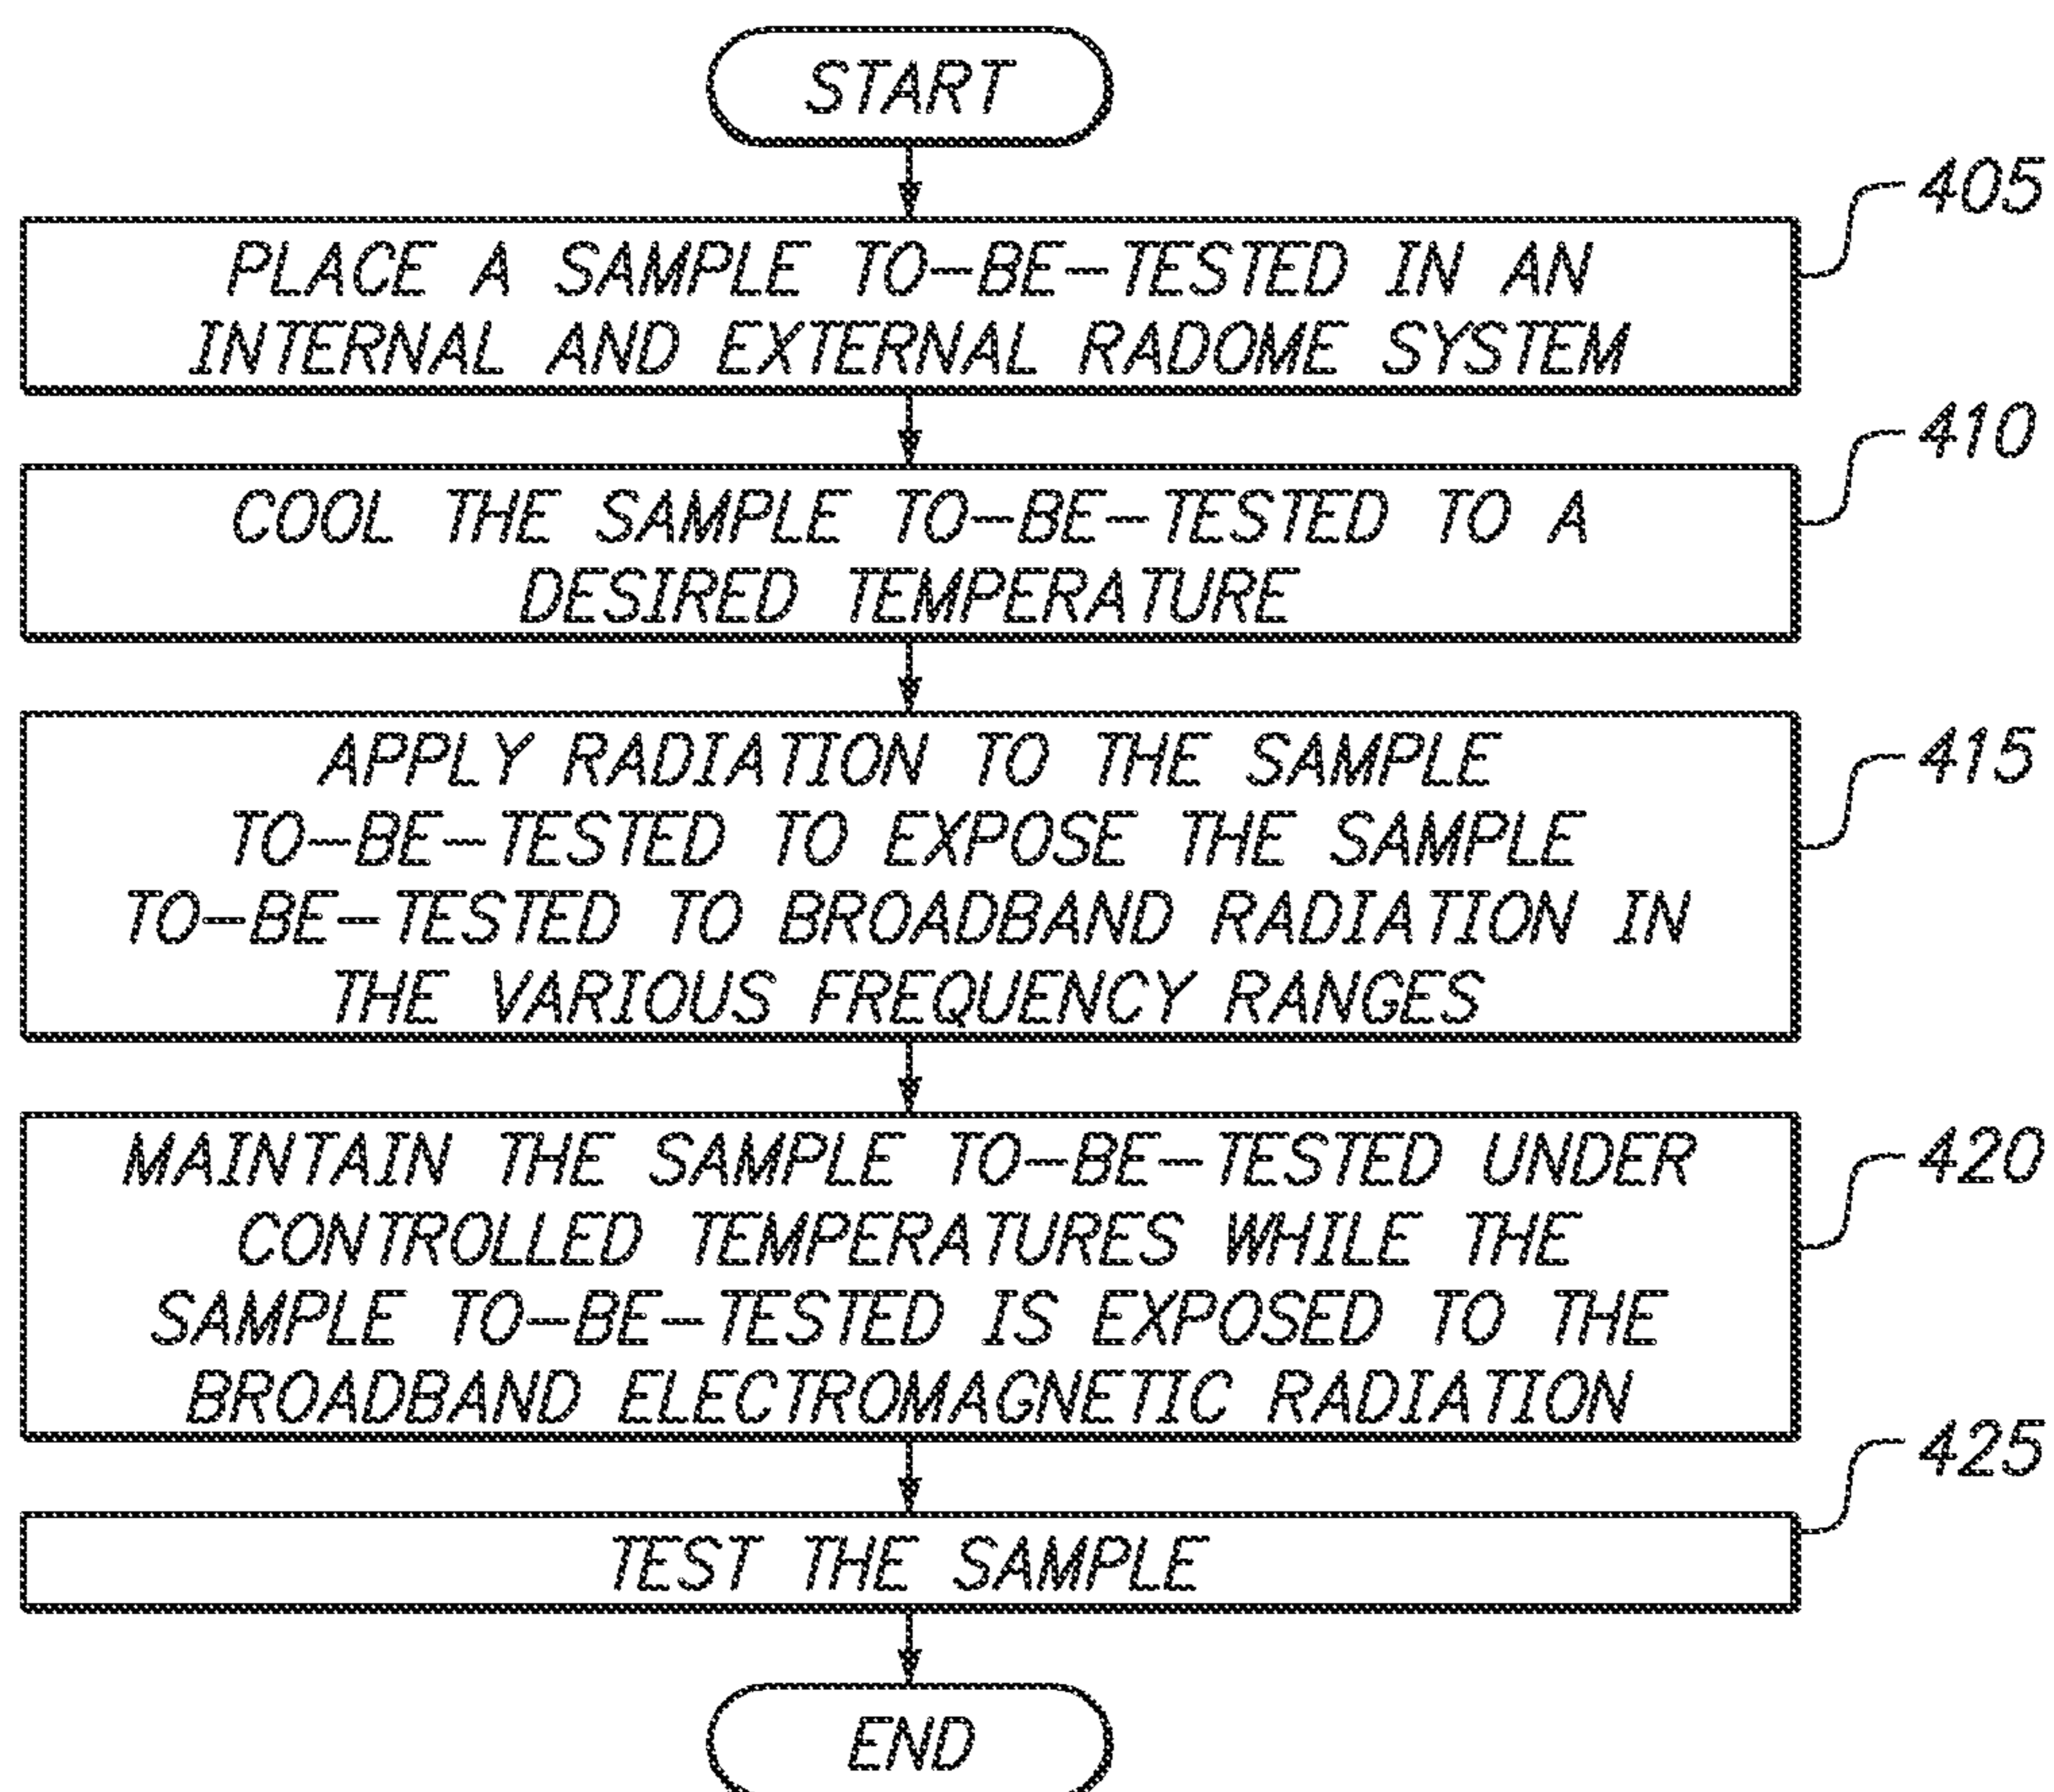 START
405
PLACE A SAMPLE TO-BE-TESTED IN AN
INTERNAL AND EXTERNAL RADOME SYSTEM
410
COOL THE SAMPLE TO-BE-TESTED TO A
DESIRED TEMPERATURE
415
APPLY RADIATION TO THE SAMPLE
TO-BE-TESTED TO EXPOSE THE SAMPLE
TO-BE-TESTED TO BROADBAND RADIATION IN
THE VARIOUS FREQUENCY RANGES
420
MAINTAIN THE SAMPLE TO-BE-TESTED UNDER
CONTROLLED TEMPERATURES WHILE THE
SAMPLE TO-BE-TESTED IS EXPOSED TO THE
BROADBAND ELECTROMAGNETIC RADIATION
425
TEST THE SAMPLE
END